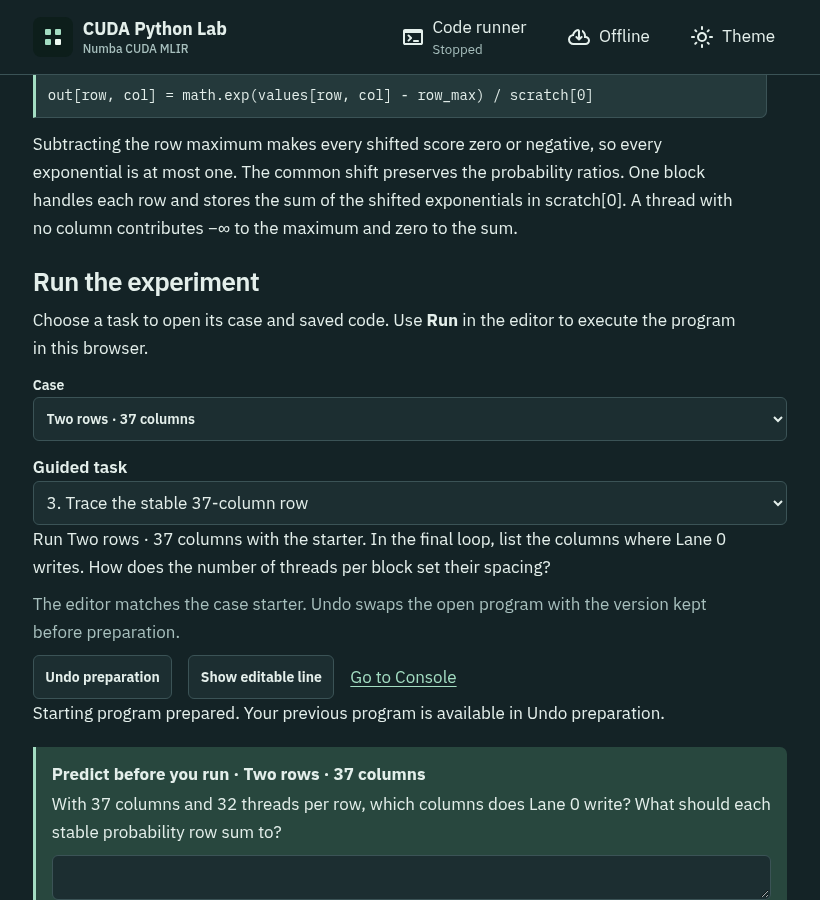 CUDA Python Lab
Numba CUDA MLIR
Code runner
Stopped
Offline
Theme
out[row, col] = math.exp(values[row, col] - row_max) / scratch[0]
Subtracting the row maximum makes every shifted score zero or negative, so every
exponential is at most one. The common shift preserves the probability ratios. One block
handles each row and stores the sum of the shifted exponentials in scratch[0]. A thread with
no column contributes −∞ to the maximum and zero to the sum.
Run the experiment
Choose a task to open its case and saved code. Use Run in the editor to execute the program
in this browser.
Case
Two rows · 37 columns
Guided task
3. Trace the stable 37-column row
Run Two rows · 37 columns with the starter. In the final loop, list the columns where Lane 0
writes. How does the number of threads per block set their spacing?
The editor matches the case starter. Undo swaps the open program with the version kept
before preparation.
Undo preparation
Show editable line
Go to Console
Starting program prepared. Your previous program is available in Undo preparation.
Predict before you run · Two rows · 37 columns
With 37 columns and 32 threads per row, which columns does Lane 0 write? What should each
stable probability row sum to?